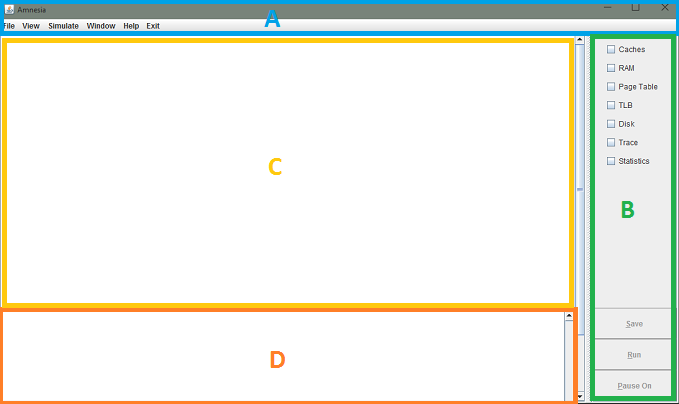 Amnesia
File View Simulate Window Help Exit
A
Caches
RAM
Page Table
TLB
Disk
Trace
Statistics
C
B
Save
Run
Pause On
D